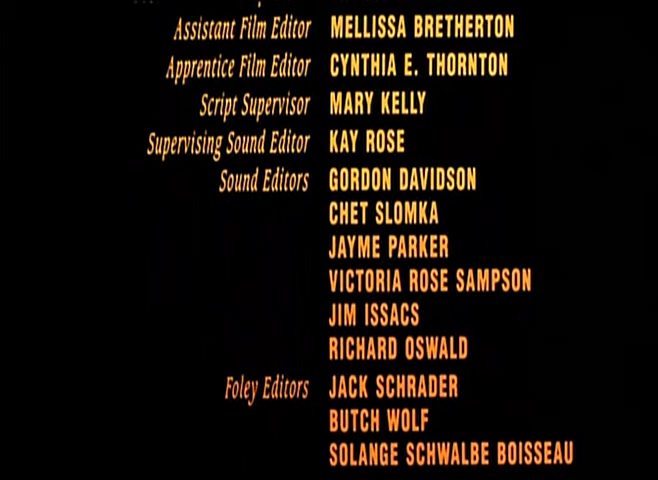 Assistant Film Editor MELLISSA BRETHERTON
Apprentice Film Editor CYNTHIA E. THORNTON
Script Supervisor MARY KELLY
Supervising Sound Editor KAY ROSE
Sound Editors GORDON DAVIDSON
CHET SLOMKA
JAYME PARKER
VICTORIA ROSE SAMPSON
JIM ISSACS
RICHARD OSWALD
Foley Editors JACK SCHRADER
BUTCH WOLF
SOLANGE SCHWALBE BOISSEAU